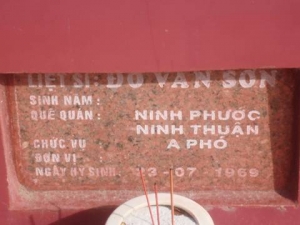 LIỆT SĨ: ĐỖ VĂN SƠN
SINH NĂM :
QUÊ QUÁN : NINH PHƯỚC
NINH THUẬN
CHỨC VỤ A PHÓ
ĐƠN VỊ :
NGÀY HY SINH 23-07-1969